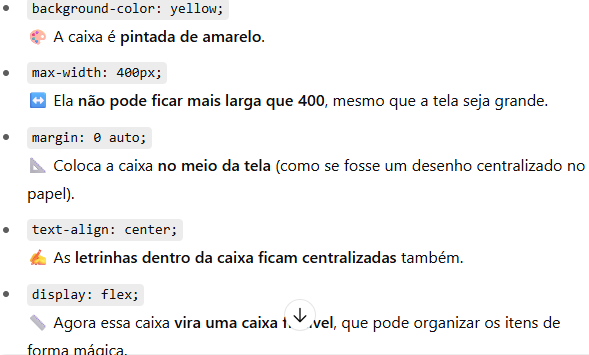 background-color: yellow;
A caixa é pintada de amarelo.
max-width: 400px;
Ela não pode ficar mais larga que 400, mesmo que a tela seja grande.
margin: 0 auto;
Coloca a caixa no meio da tela (como se fosse um desenho centralizado no
papel).
text-align: center;
As letrinhas dentro da caixa ficam centralizadas também.
display: flex;
Agora essa caixa vira uma caixa que pode organizar os itens de
forma mágica.